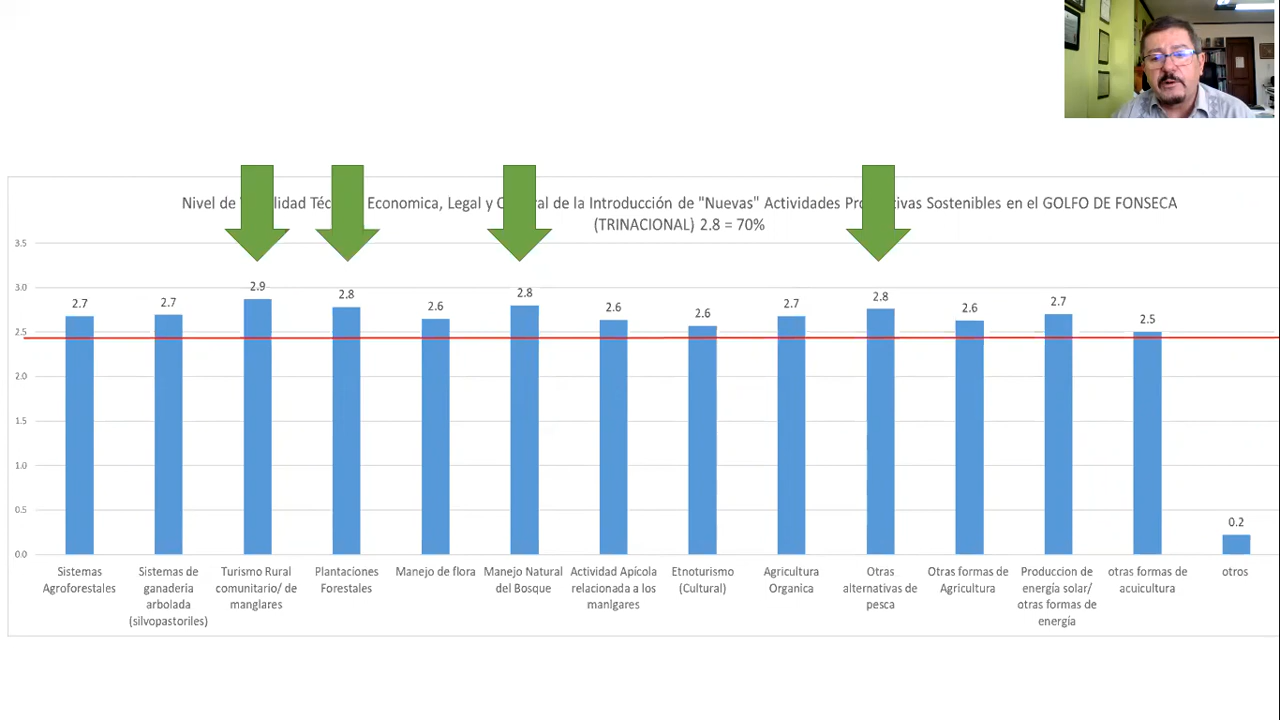 Nivel de Económica, Legal y de la Introducción de "Nuevas" Actividades Sostenibles en el GOLFO DE FONSECA
(TRINACIONAL) 2.8 = 70%
3.5
3.0
2.5
2.0
1.5
1.0
0.5
0.0
2.7
2.7
2.9
2.8
2.6
2.8
2.6
2.6
2.7
2.8
2.6
2.7
2.5
0.2
Sistemas
Agroforestales
Sistemas de
ganadería
arbolada
(silvopastoriles)
Turismo Rural
comunitario/ de
manglares
Plantaciones
Forestales
Manejo de flora
Manejo Natural
del Bosque
Actividad Apícola
relacionada a los
manlgares
Etnoturismo
(Cultural)
Agricultura
Organica
Otras
alternativas de
pesca
Otras formas de
Agricultura
Produccion de
energía solar/
otras formas de
energía
otras formas de
acuicultura
otros